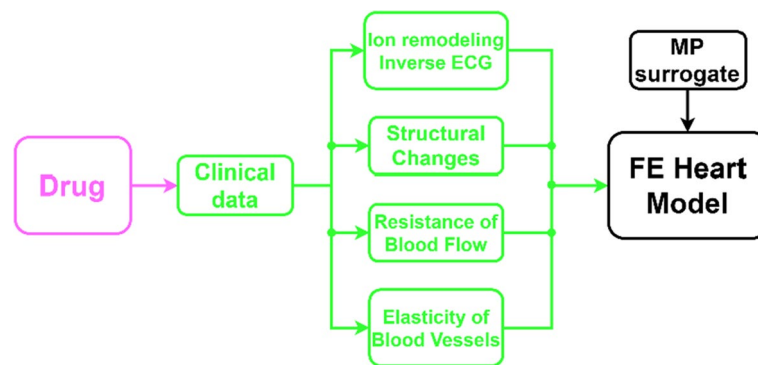 Drug
Clinical
data
Ion remodeling
Inverse ECG
Structural
Changes
Resistance of
Blood Flow
Elasticity of
Blood Vessels
MP
surrogate
FE Heart
Model